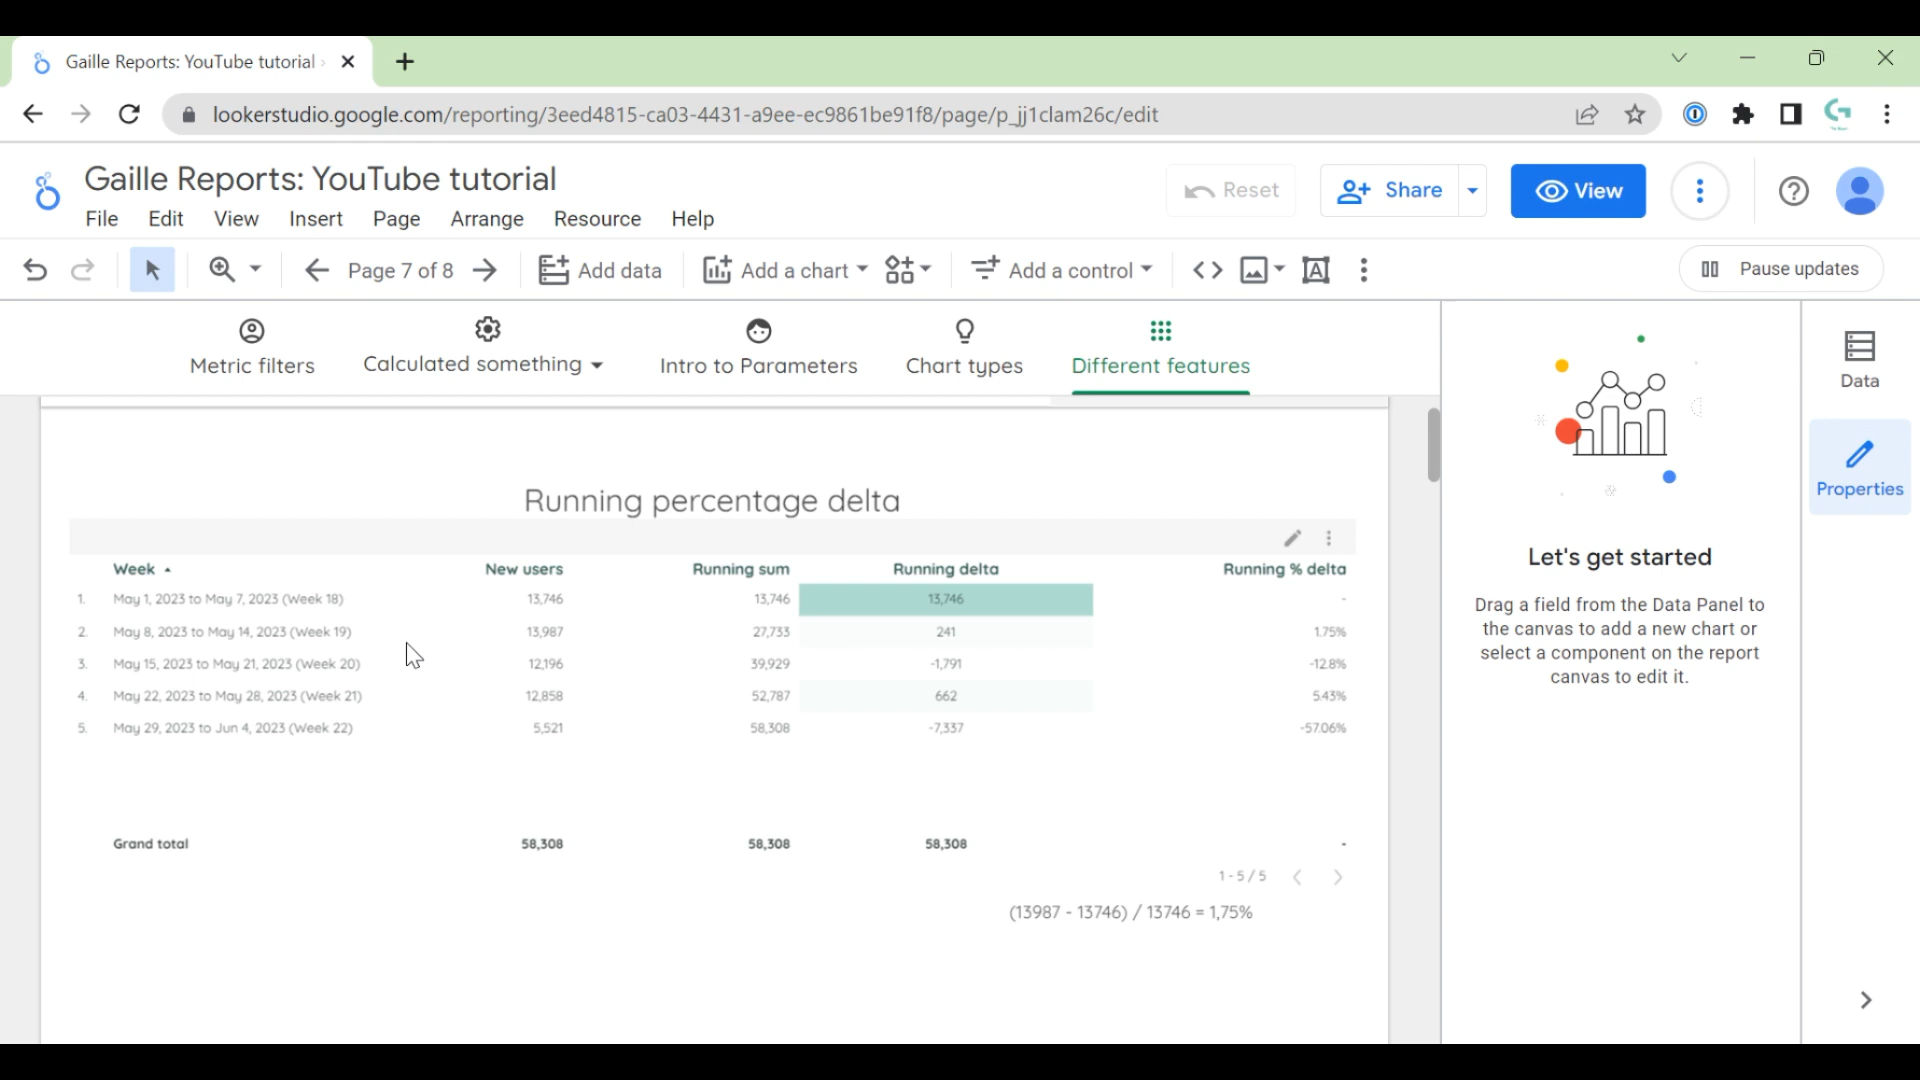 Gaille Reports: YouTube tutorial
lookerstudio.google.com/reporting/3eed4815-ca03-4431-a9ee-ec9861be91f8/page/p_jj1clam26c/edit
Gaille Reports: YouTube tutorial
Reset
Share
View
File Edit View Insert Page Arrange Resource Help
Page 7 of 8
Add data
Add a chart
Add a control
Pause updates
Metric filters
Calculated something
Intro to Parameters
Chart types
Different features
Data
Properties
Running percentage delta
Week New users Running sum Running delta Running % delta
1. May 1, 2023 to May 7, 2023 (Week 18) 13,746 13,746 13,746 -
2. May 8, 2023 to May 14, 2023 (Week 19) 13,987 27,733 241 1.75%
3. May 15, 2023 to May 21, 2023 (Week 20) 12,196 39,929 -1,791 -12.8%
4. May 22, 2023 to May 28, 2023 (Week 21) 12,858 52,787 662 5.43%
5. May 29, 2023 to Jun 4, 2023 (Week 22) 5,521 58,308 -7,337 -57.06%
Grand total 58,308 58,308 58,308 -
1 - 5 / 5
(13987 - 13746) / 13746 = 1,75%
Let's get started
Drag a field from the Data Panel to
the canvas to add a new chart or
select a component on the report
canvas to edit it.